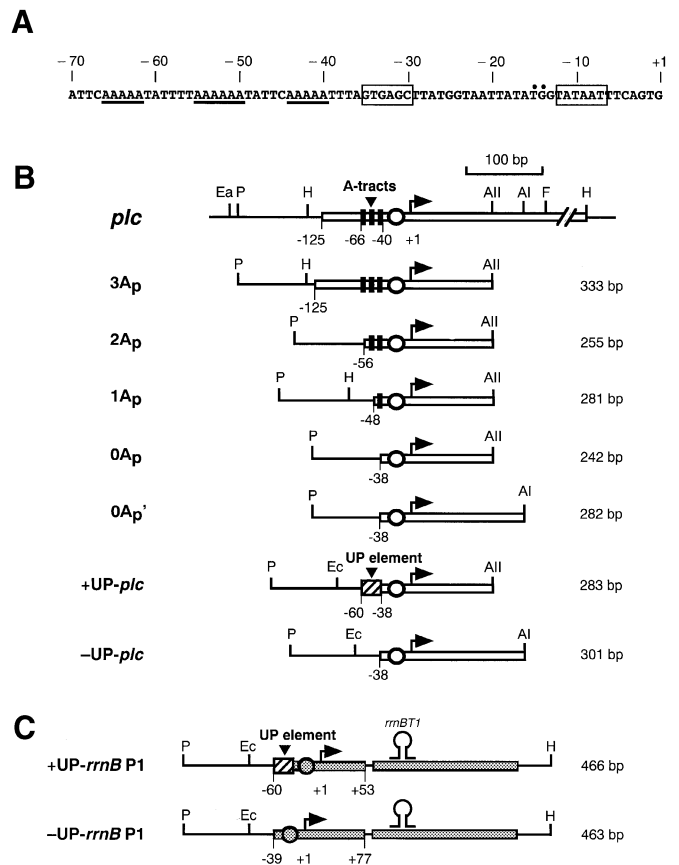 A
−70 −60 −50 −40 −30 −20 −10 +1
ATTCAAAAATATTTTAAAAAATATTCAAAAATTTAGTGAGCTTATGGTAATTATATGGTATAATTTCAGTG
B
100 bp
Ea P H A-tracts AII AI F H
plc
-125 -66 -40 +1
P H AII
3Ap 333 bp
-125
P AII
2Ap 255 bp
-56
P H AII
1Ap 281 bp
-48
P AII
0Ap 242 bp
-38
P AI
0Ap' 282 bp
-38
UP element
P Ec AII
+UP-plc 283 bp
-60 -38
P Ec AI
−UP-plc 301 bp
-38
C
rrnBT1
UP element
P Ec H
+UP-rrnB P1 466 bp
-60 +1 +53
P Ec H
−UP-rrnB P1 463 bp
-39 +1 +77